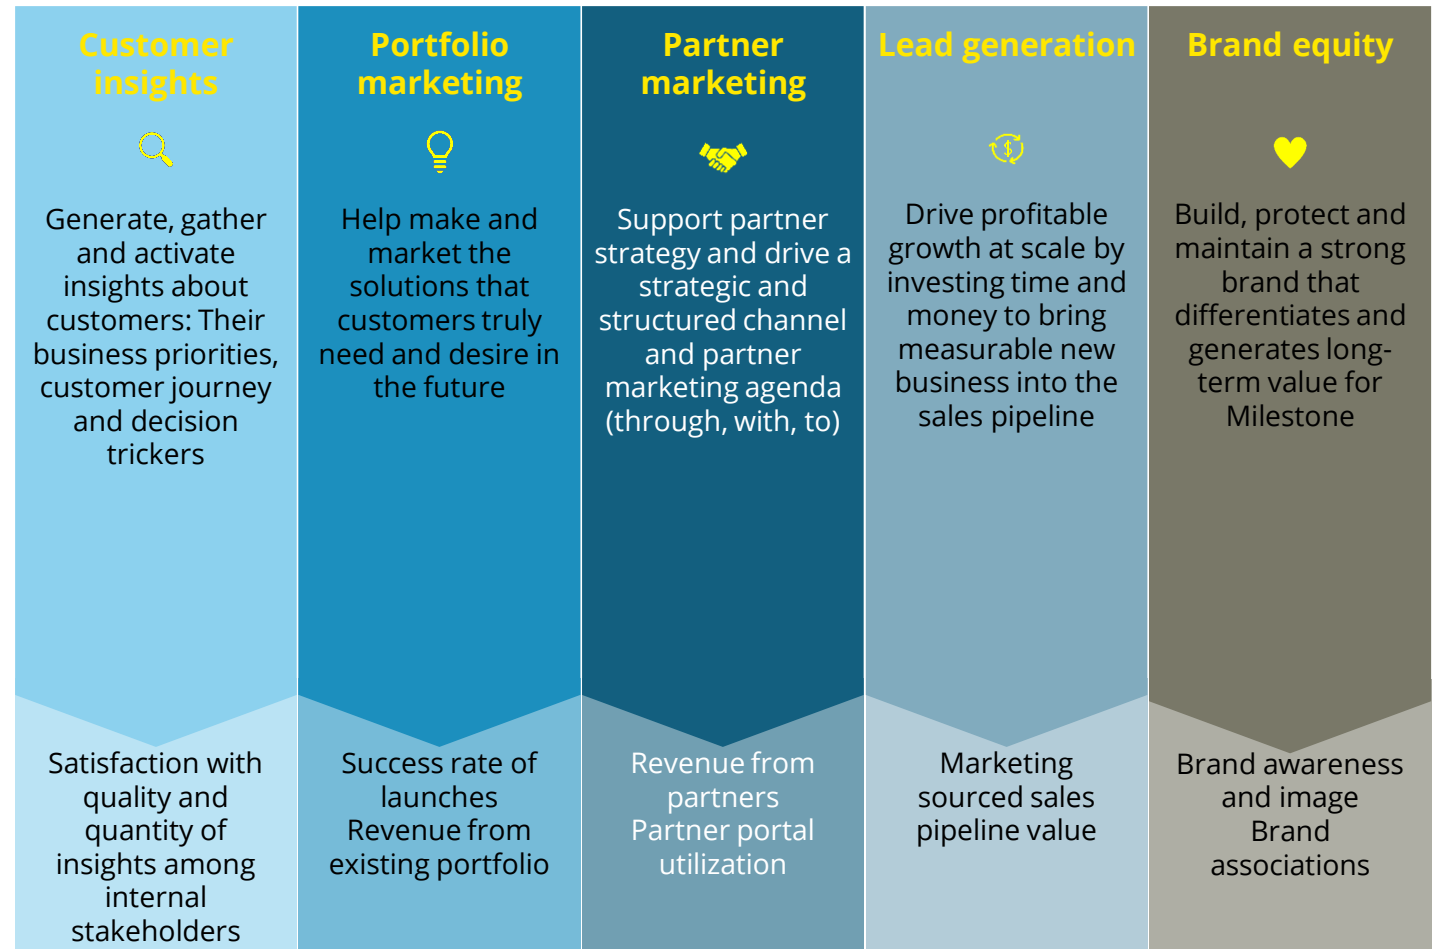 Customer
insights
Generate, gather
and activate
insights about
customers: Their
business priorities,
customer journey
and decision
trickers
Satisfaction with
quality and
quantity of
insights among
internal
stakeholders
Portfolio
marketing
Help make and
market the
solutions that
customers truly
need and desire in
the future
Success rate of
launches
Revenue from
existing portfolio
Partner
marketing
Support partner
strategy and drive a
strategic and
structured channel
and partner
marketing agenda
(through, with, to)
Revenue from
partners
Partner portal
utilization
Lead generation
$
Drive profitable
growth at scale by
investing time and
money to bring
measurable new
business into the
sales pipeline
Marketing
sourced sales
pipeline value
Brand equity
Build, protect and
maintain a strong
brand that
differentiates and
generates long-
term value for
Milestone
Brand awareness
and image
Brand
associations